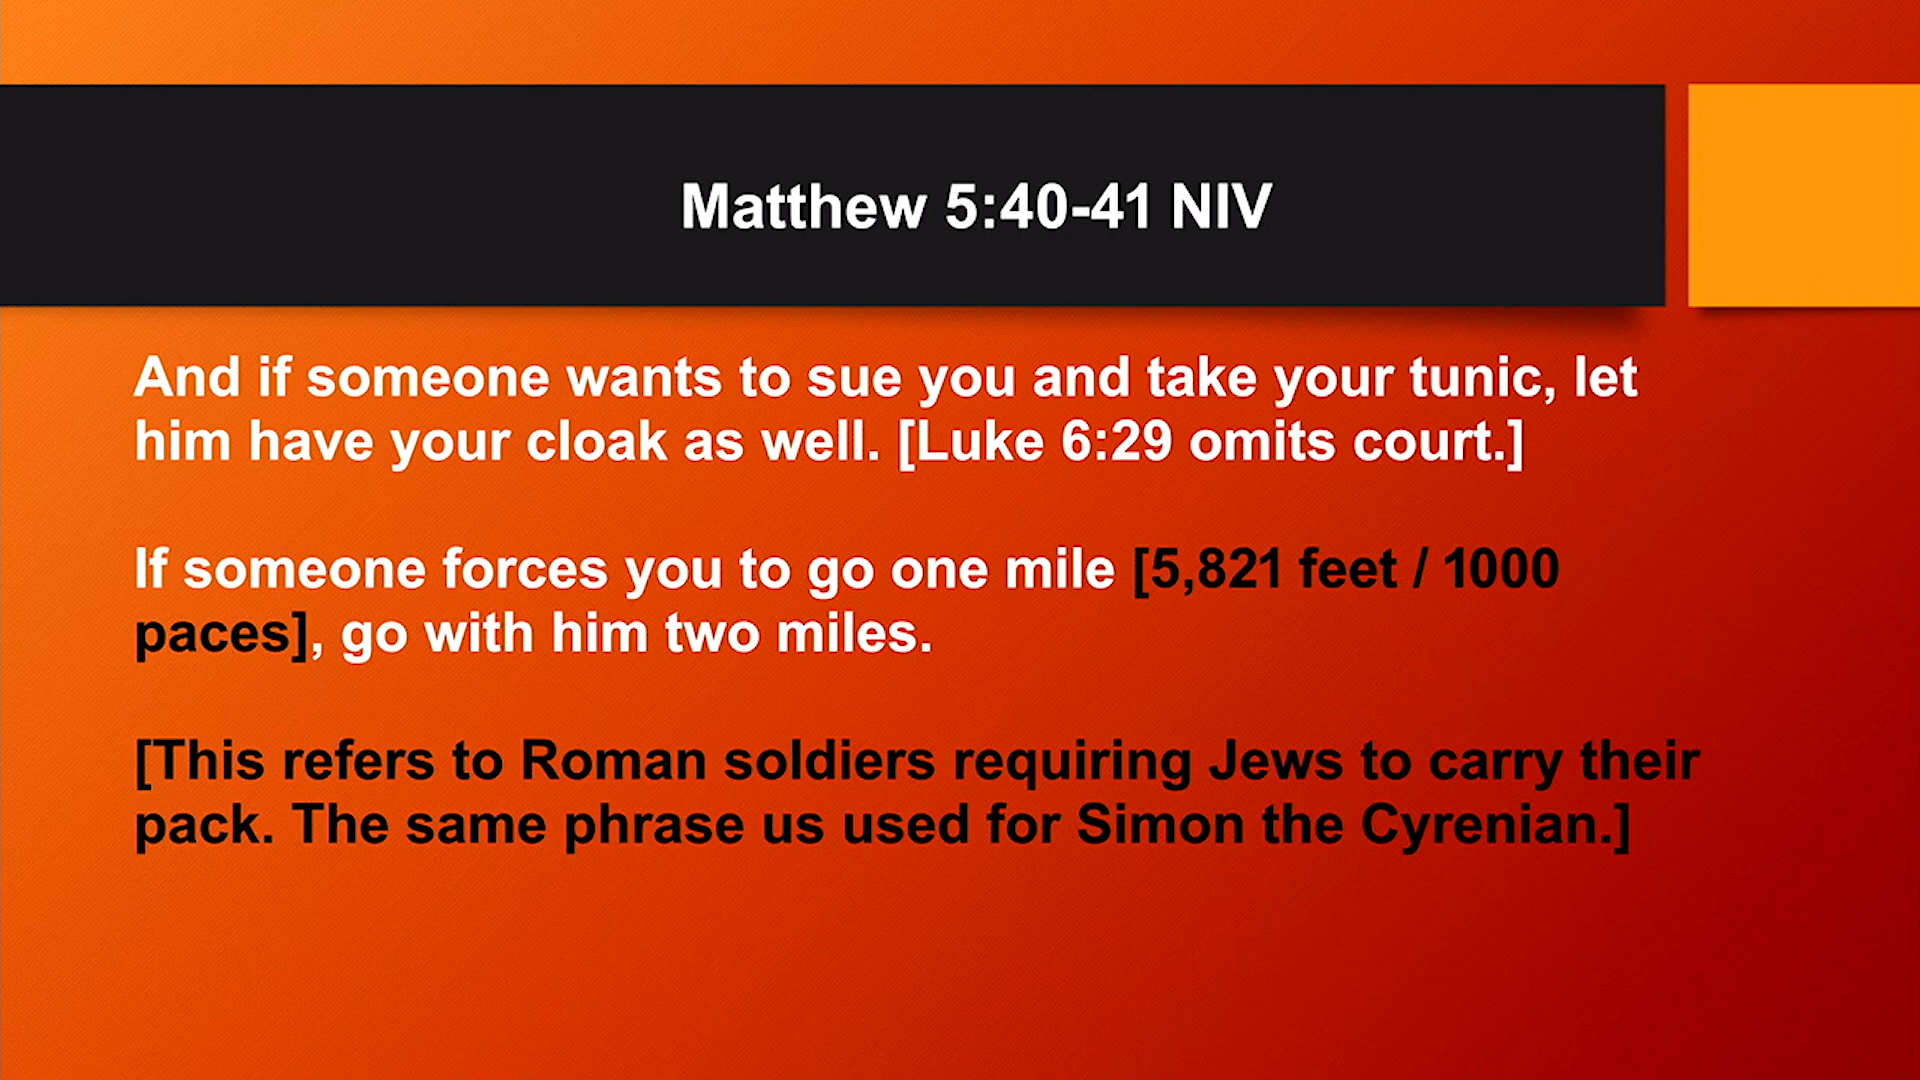 Matthew 5:40-41 NIV
And if someone wants to sue you and take your tunic, let
him have your cloak as well. [Luke 6:29 omits court.]
If someone forces you to go one mile [5,821 feet / 1000
paces], go with him two miles.
[This refers to Roman soldiers requiring Jews to carry their
pack. The same phrase us used for Simon the Cyrenian.]